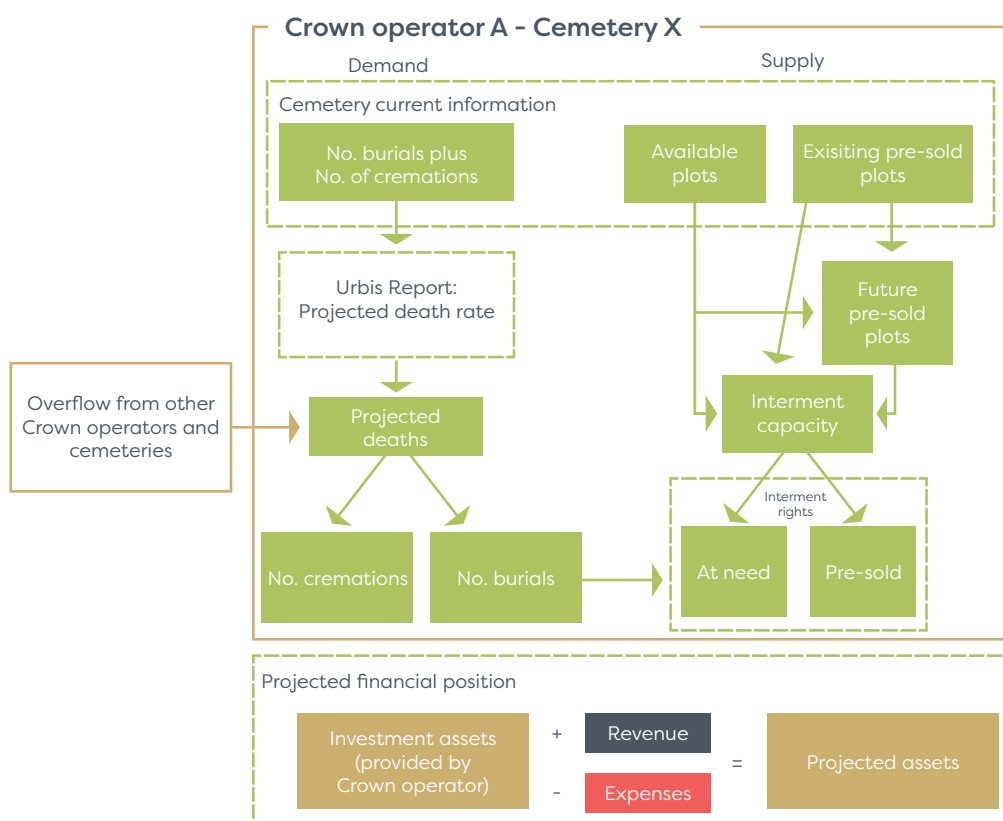 Crown operator A - Cemetery X
Demand
Supply
Cemetery current information
No. burials plus
No. of cremations
Available
plots
Exisiting pre-sold
plots
Urbis Report:
Projected death rate
Future
pre-sold
plots
Overflow from other
Crown operators and
cemeteries
Projected
deaths
Interment
capacity
Interment
rights
No. cremations
No. burials
At need
Pre-sold
Projected financial position
Investment assets
(provided by
Crown operator)
+
Revenue
-
Expenses
=
Projected assets